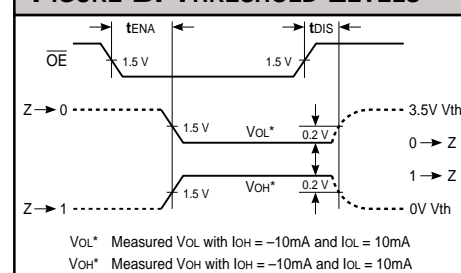 FIGURE B. THRESHOLD LEVELS
tENA tDIS
OE 1.5 V 1.5 V
Z → 0 3.5V Vth
1.5 V VOL* 0.2 V
0 → Z
1 → Z
1.5 V VOH* 0.2 V
Z → 1 0V Vth
VOL* Measured VOL with IOH = –10mA and IOL = 10mA
VOH* Measured VOH with IOH = –10mA and IOL = 10mA